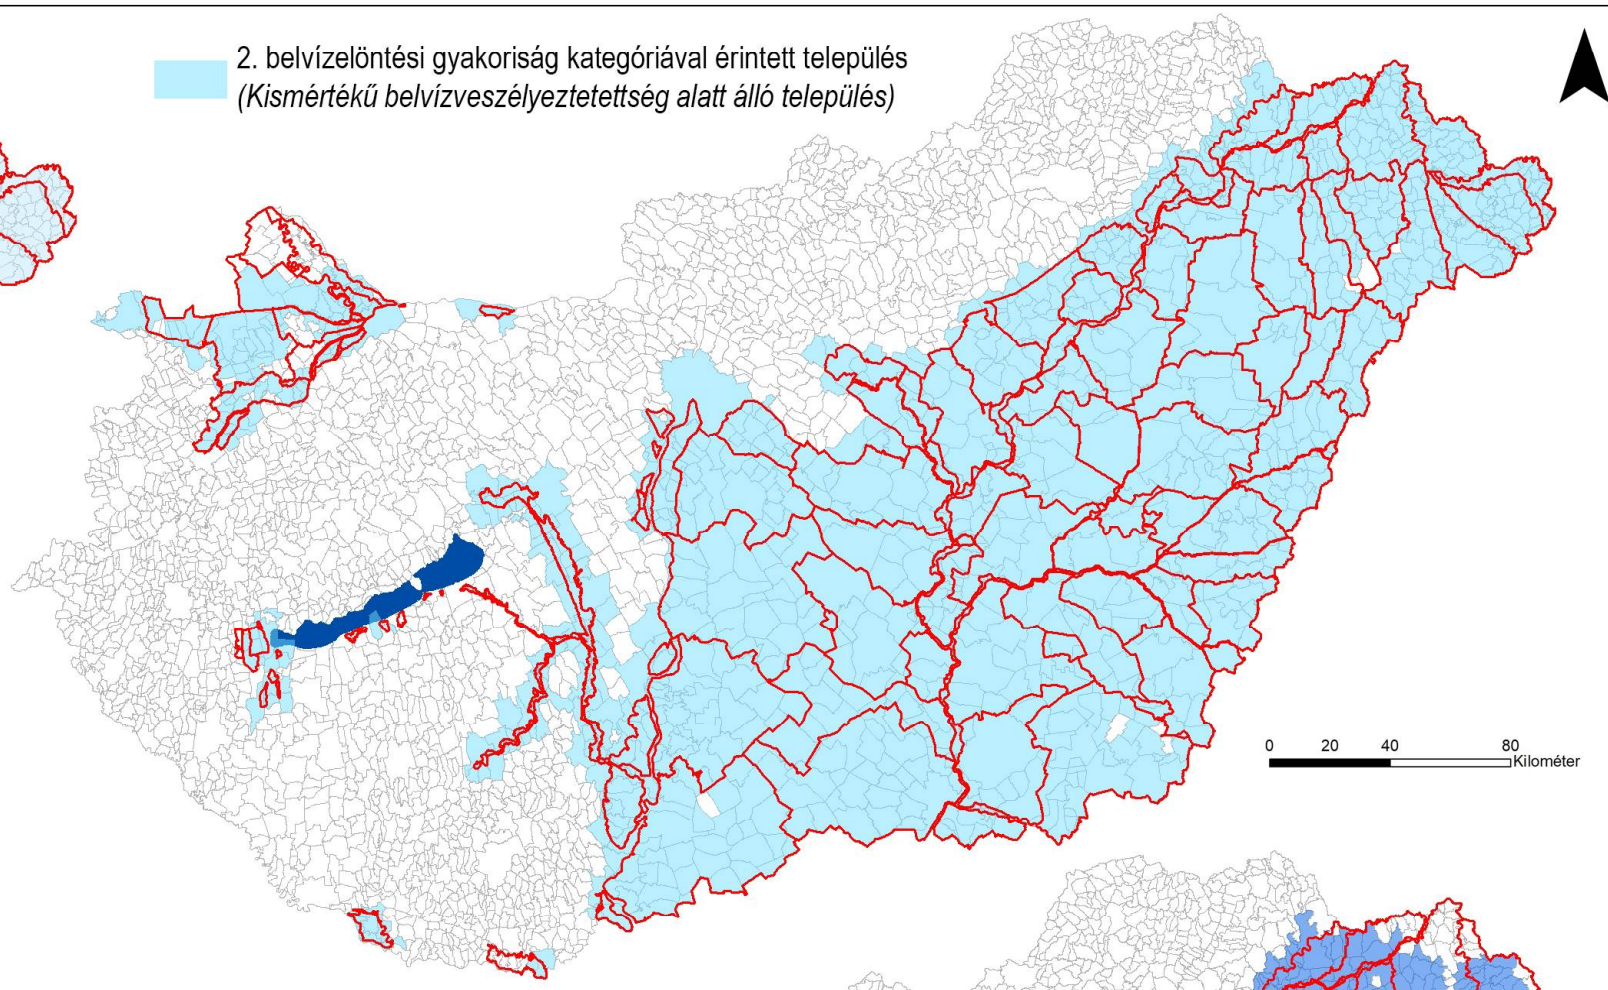 2. belvízelöntési gyakoriság kategóriával érintett település
(Kismértékű belvízveszélyeztetettség alatt álló település)
0 20 40 80
Kilométer